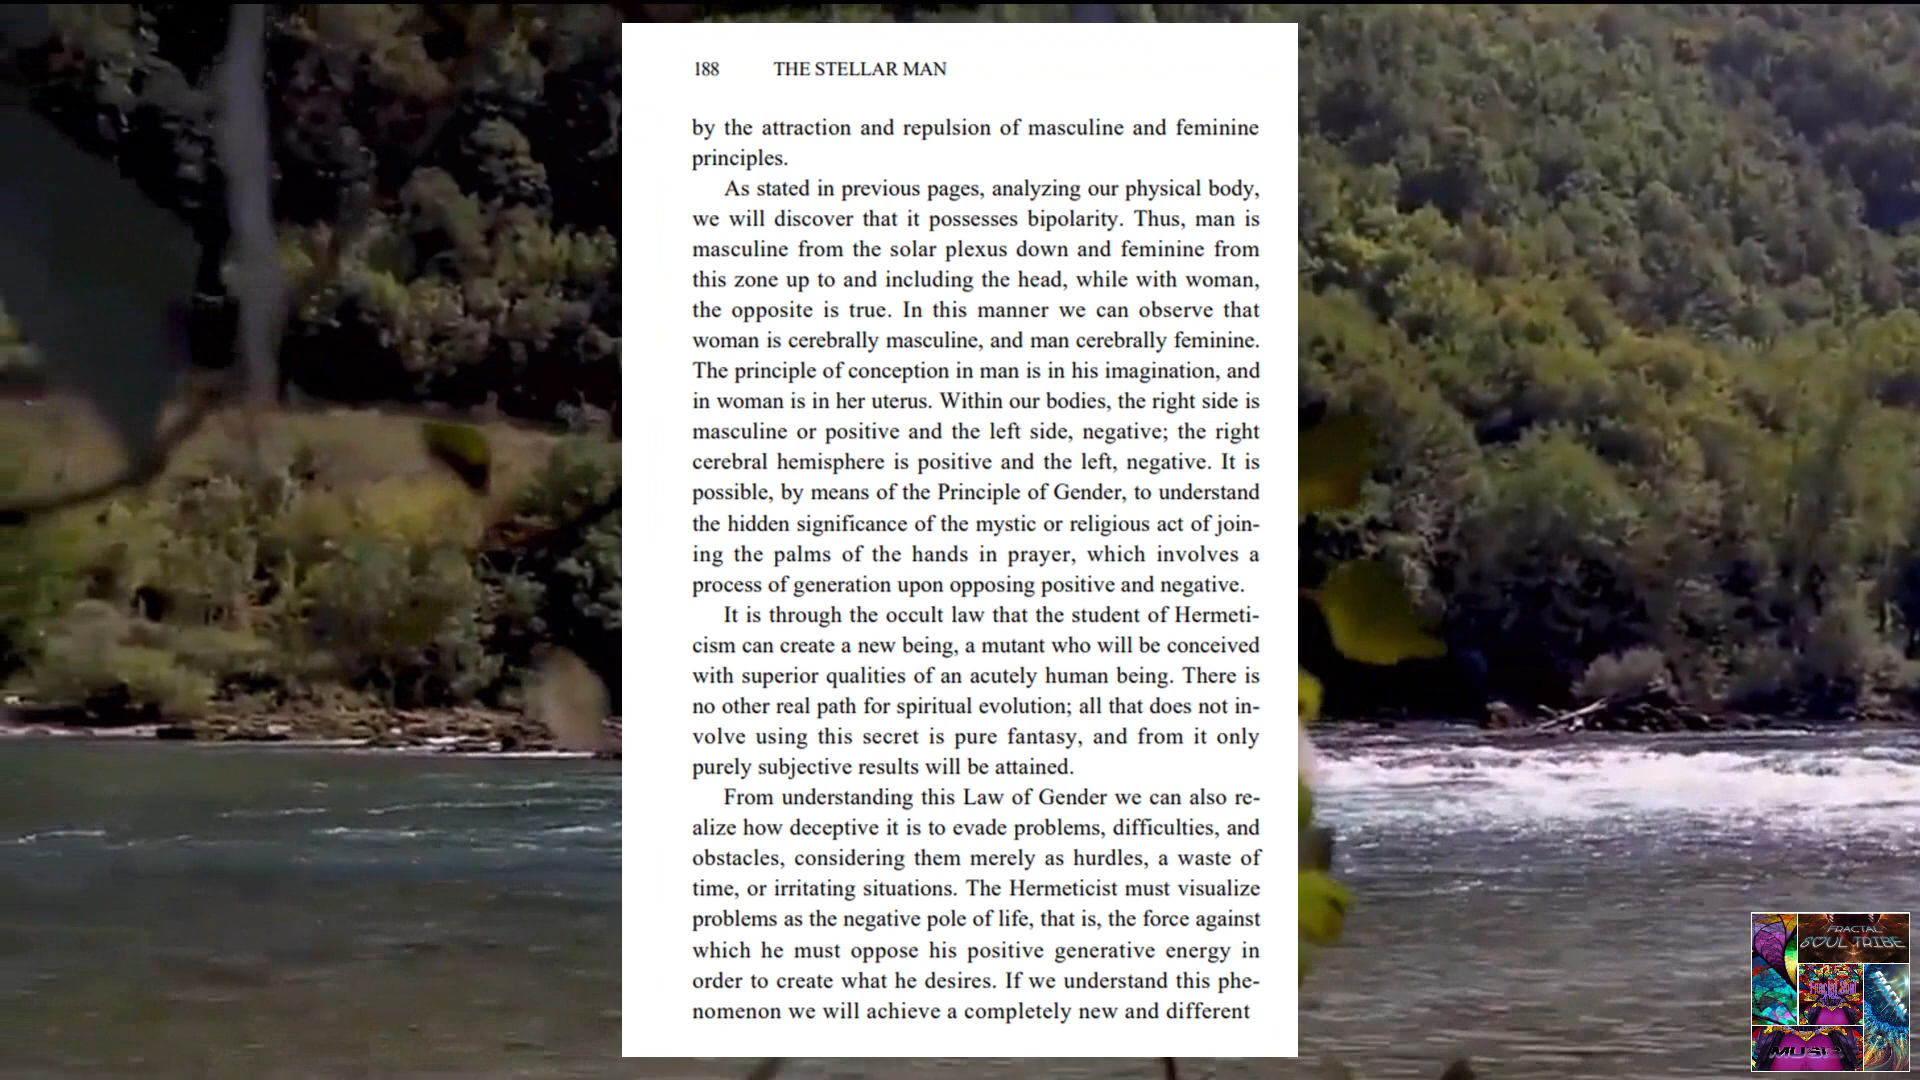 188 THE STELLAR MAN
by the attraction and repulsion of masculine and feminine
principles.
As stated in previous pages, analyzing our physical body,
we will discover that it possesses bipolarity. Thus, man is
masculine from the solar plexus down and feminine from
this zone up to and including the head, while with woman,
the opposite is true. In this manner we can observe that
woman is cerebrally masculine, and man cerebrally feminine.
The principle of conception in man is in his imagination, and
in woman is in her uterus. Within our bodies, the right side is
masculine or positive and the left side, negative; the right
cerebral hemisphere is positive and the left, negative. It is
possible, by means of the Principle of Gender, to understand
the hidden significance of the mystic or religious act of join-
ing the palms of the hands in prayer, which involves a
process of generation upon opposing positive and negative.
It is through the occult law that the student of Hermeti-
cism can create a new being, a mutant who will be conceived
with superior qualities of an acutely human being. There is
no other real path for spiritual evolution; all that does not in-
volve using this secret is pure fantasy, and from it only
purely subjective results will be attained.
From understanding this Law of Gender we can also re-
alize how deceptive it is to evade problems, difficulties, and
obstacles, considering them merely as hurdles, a waste of
time, or irritating situations. The Hermeticist must visualize
problems as the negative pole of life, that is, the force against
which he must oppose his positive generative energy in
order to create what he desires. If we understand this phe-
nomenon we will achieve a completely new and different
FRACTAL
SOUL TRIBE
Fractal Soul
MUSIC